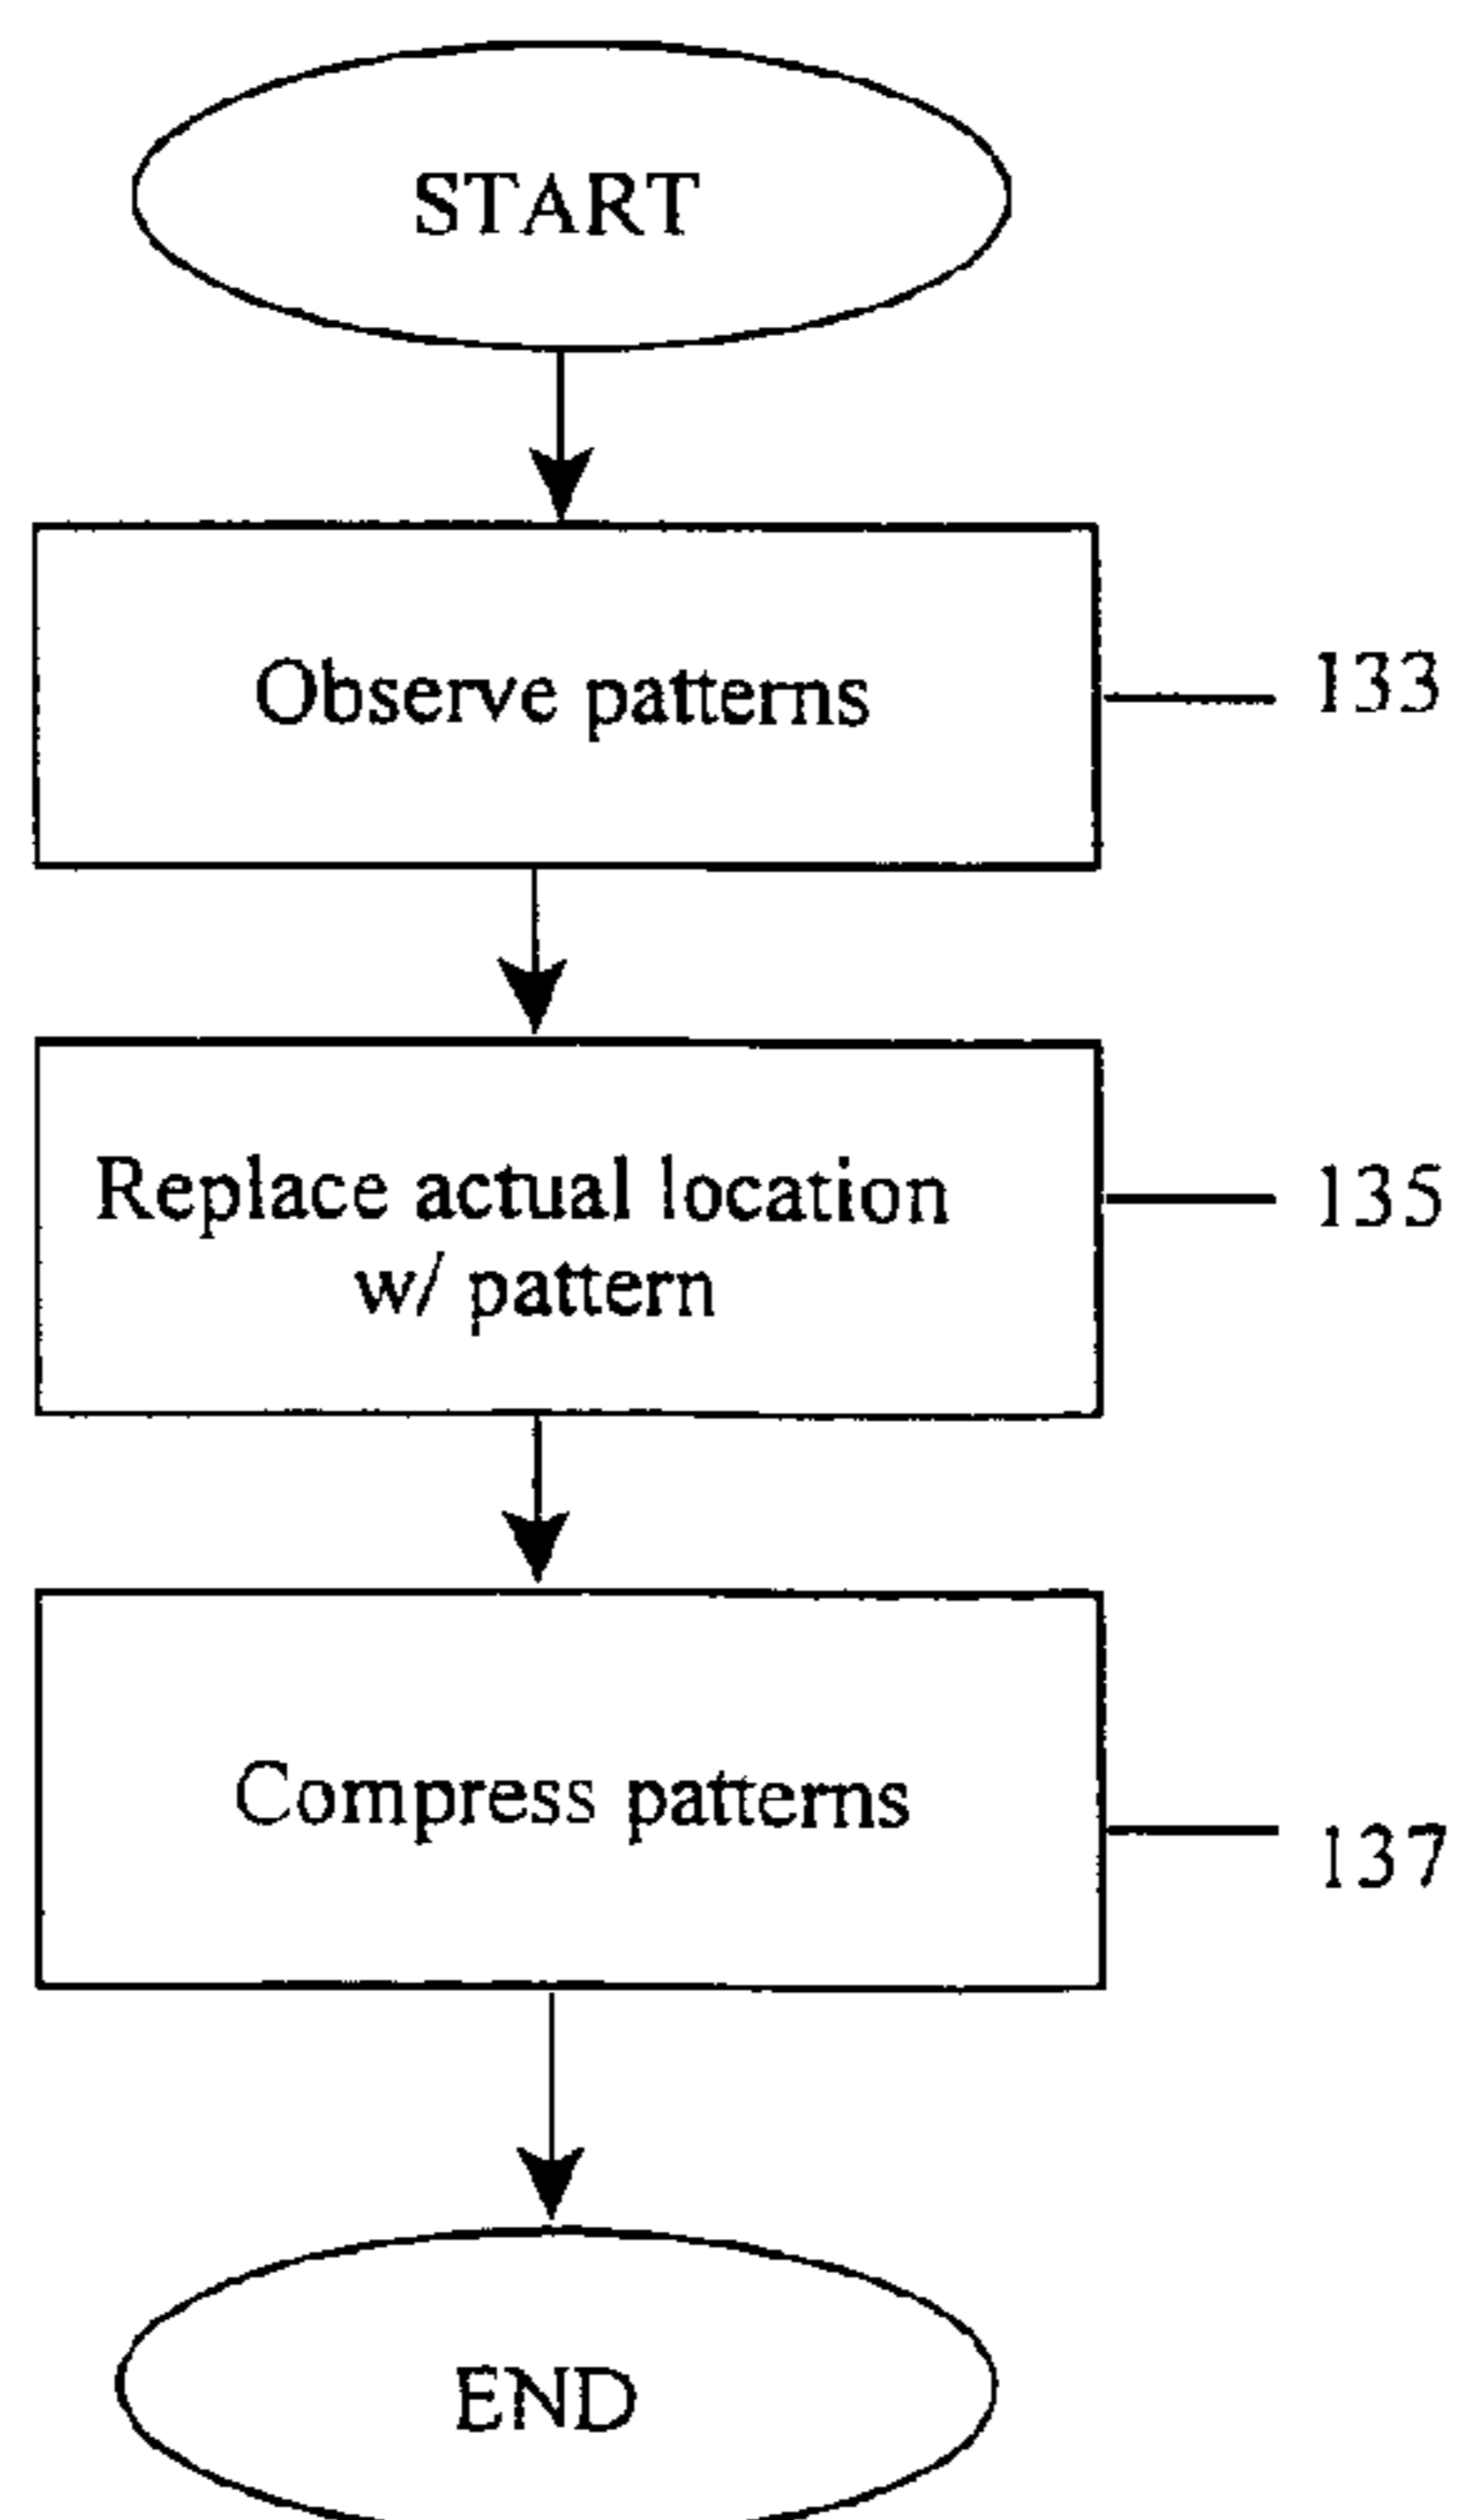 START
Observe patterns
133
Replace actual location
w/ pattern
135
Compress patterns
137
END